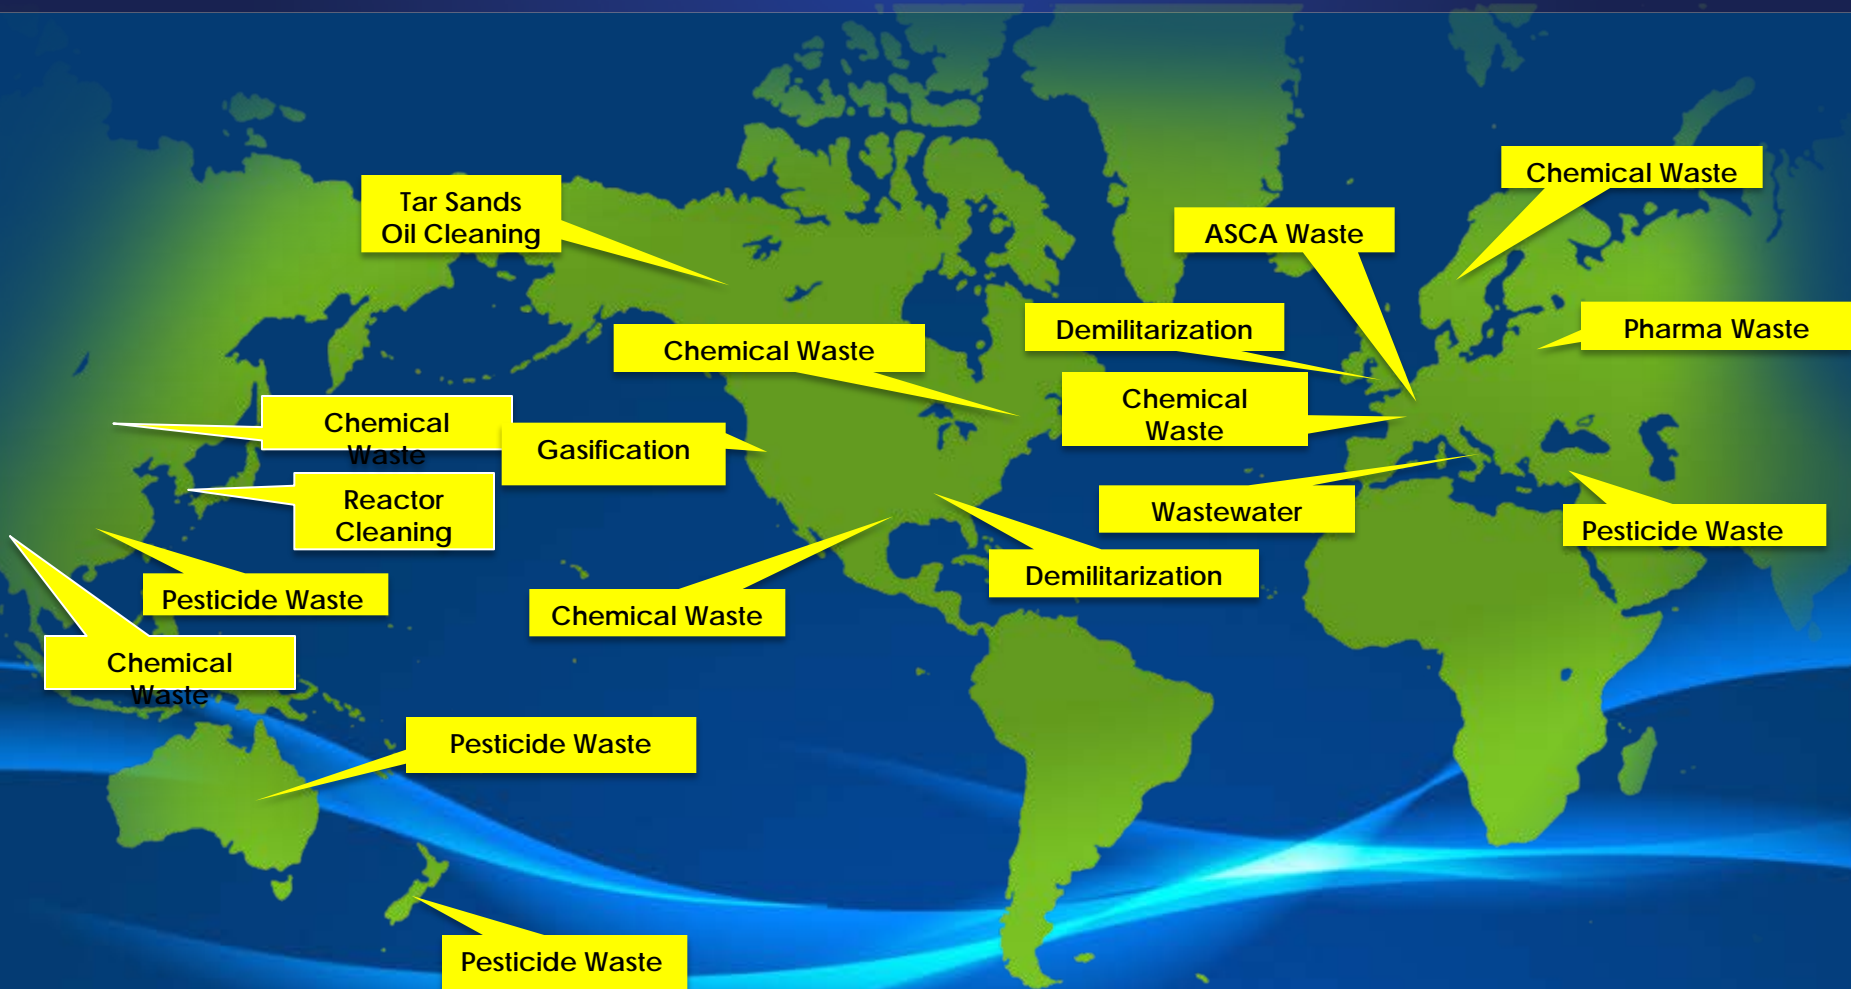 Chemical Waste
Tar Sands
Oil Cleaning
ASCA Waste
Demilitarization
Pharma Waste
Chemical Waste
Chemical
Waste
Chemical
Waste
Gasification
Reactor
Cleaning
Wastewater
Pesticide Waste
Demilitarization
Pesticide Waste
Chemical Waste
Chemical
Waste
Pesticide Waste
Pesticide Waste